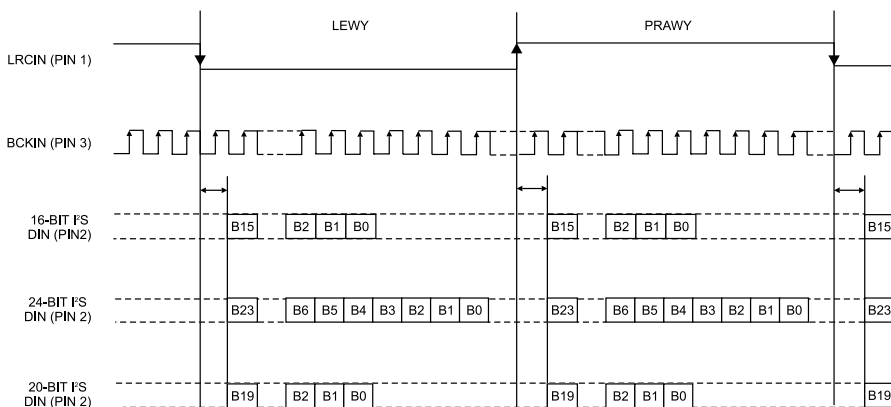 LEWY PRAWY
LRCIN (PIN 1)
BCKIN (PIN 3)
16-BIT I²S
DIN (PIN2)
B15 B2 B1 B0 B15 B2 B1 B0 B15
24-BIT I²S
DIN (PIN 2)
B23 B6 B5 B4 B3 B2 B1 B0 B23 B6 B5 B4 B3 B2 B1 B0 B23
20-BIT I²S
DIN (PIN 2)
B19 B2 B1 B0 B19 B2 B1 B0 B19